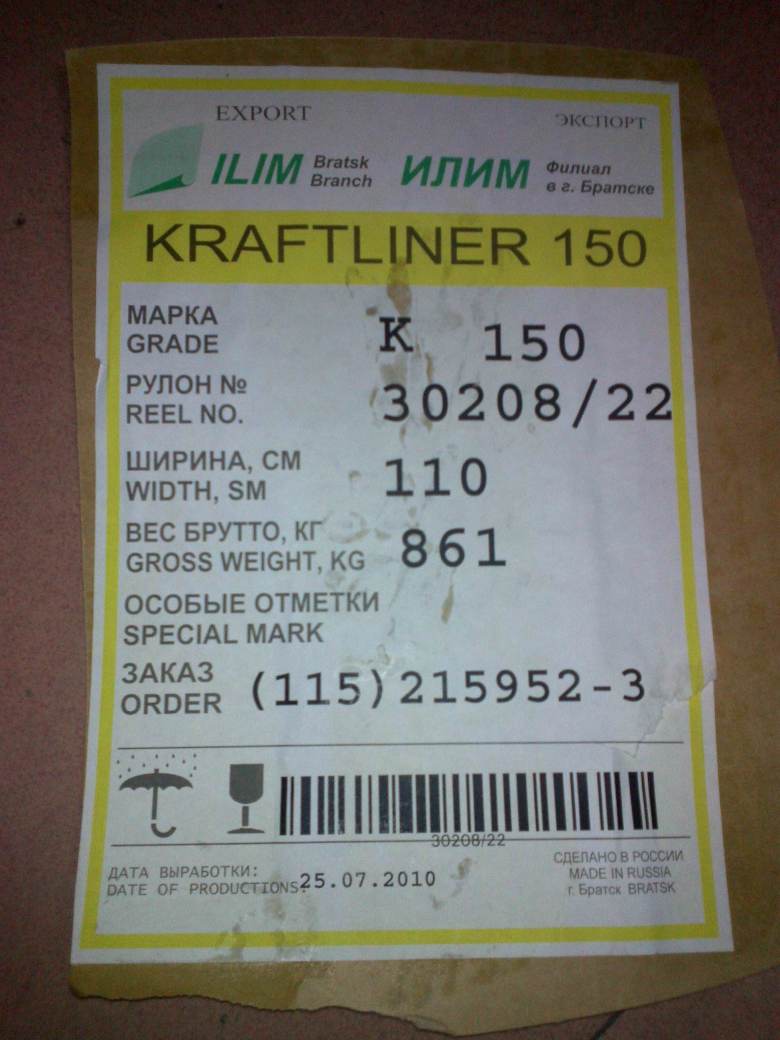 EXPORT ЭКСПОРТ
ILIM Bratsk Branch ИЛИМ Филиал в г. Братске
KRAFTLINER 150
МАРКА
GRADE K 150
РУЛОН №
REEL NO. 30208/22
ШИРИНА, СМ
WIDTH, SM 110
ВЕС БРУТТО, КГ
GROSS WEIGHT, KG 861
ОСОБЫЕ ОТМЕТКИ
SPECIAL MARK
ЗАКАЗ
ORDER (115)215952-3
30208/22
ДАТА ВЫРАБОТКИ:
DATE OF PRODUCTIONS: 25.07.2010
СДЕЛАНО В РОССИИ
MADE IN RUSSIA
г. Братск BRATSK